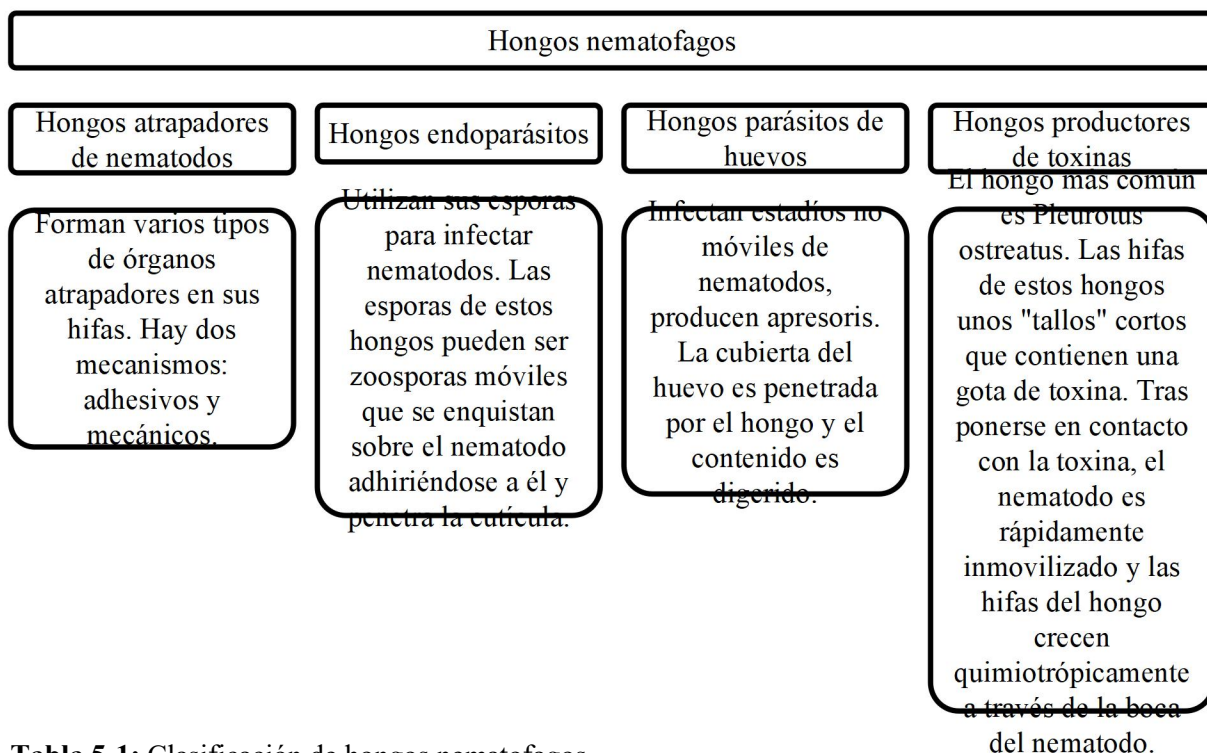 Hongos nematofagos
Hongos atrapadores
de nematodos
Forman varios tipos
de órganos
atrapadores en sus
hifas. Hay dos
mecanismos:
adhesivos y
mecánicos.
Hongos endoparásitos
Utilizan sus esporas
para infectar
nematodos. Las
esporas de estos
hongos pueden ser
zoosporas móviles
que se enquistan
sobre el nematodo
adhiriéndose a él y
penetra la cutícula.
Hongos parásitos de
huevos
Infectan estadíos no
móviles de
nematodos,
producen apresoris.
La cubierta del
huevo es penetrada
por el hongo y el
contenido es
digerido.
Hongos productores
de toxinas
El hongo más común
es Pleurotus
ostreatus. Las hifas
de estos hongos
unos "tallos" cortos
que contienen una
gota de toxina. Tras
ponerse en contacto
con la toxina, el
nematodo es
rápidamente
inmovilizado y las
hifas del hongo
crecen
quimiotrópicamente
a través de la boca
del nematodo.
Tabla 5-1: Clasificación de hongos nematofagos